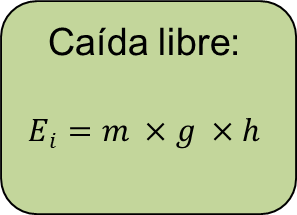 Caída libre:
E_i = m × g × h